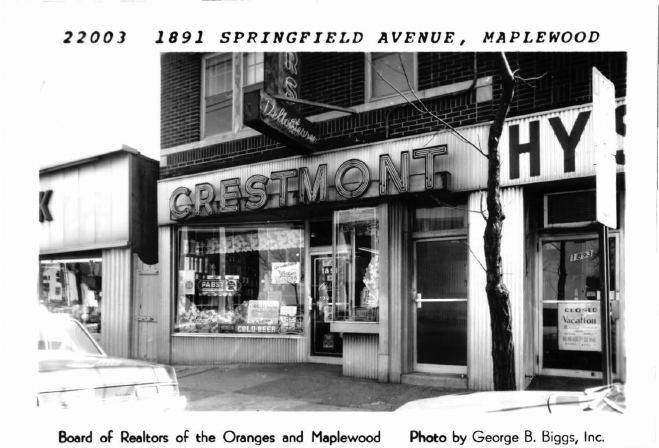 22003 1891 SPRINGFIELD AVENUE, MAPLEWOOD
RS
Delicatessen
CRESTMONT
HYS
K
PABST
COLD BEER
1893
CLOSED
Vacation
Board of Realtors of the Oranges and Maplewood Photo by George B. Biggs, Inc.